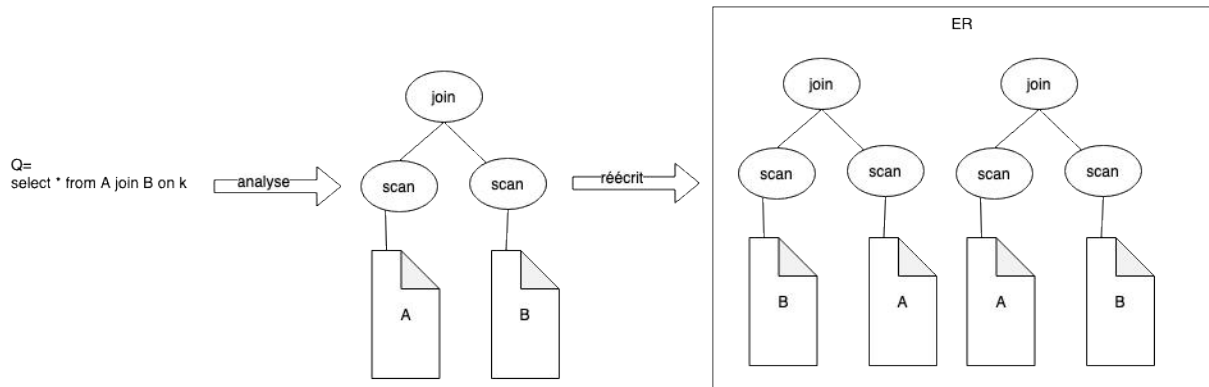 ER
join
join
join
Q=
select * from A join B on k
analyse
scan
scan
réécrit
scan
scan
scan
scan
A
B
B
A
A
B